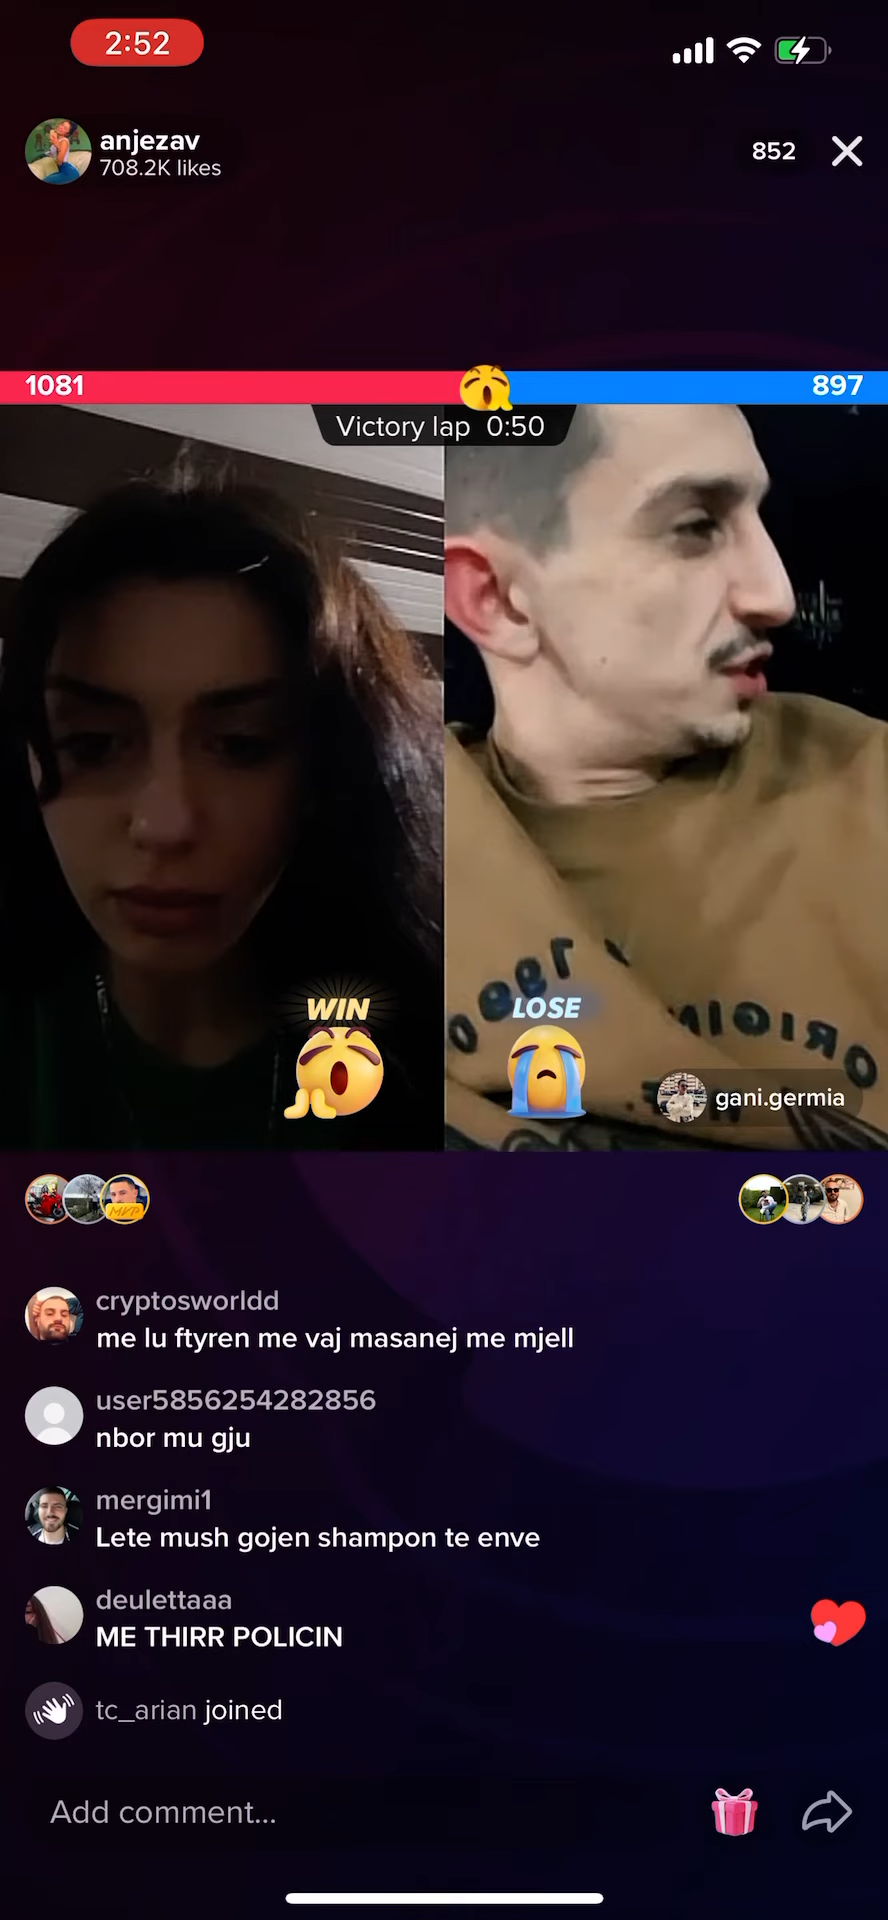 2:52
anjezav
708.2K likes
852
1081
897
Victory lap 0:50
WIN
LOSE
gani.germia
MVP
cryptosworldd
me lu ftyren me vaj masanej me mjell
user5856254282856
nbor mu gju
mergimi1
Lete mush gojen shampon te enve
deulettaaa
ME THIRR POLICIN
tc_arian joined
Add comment...